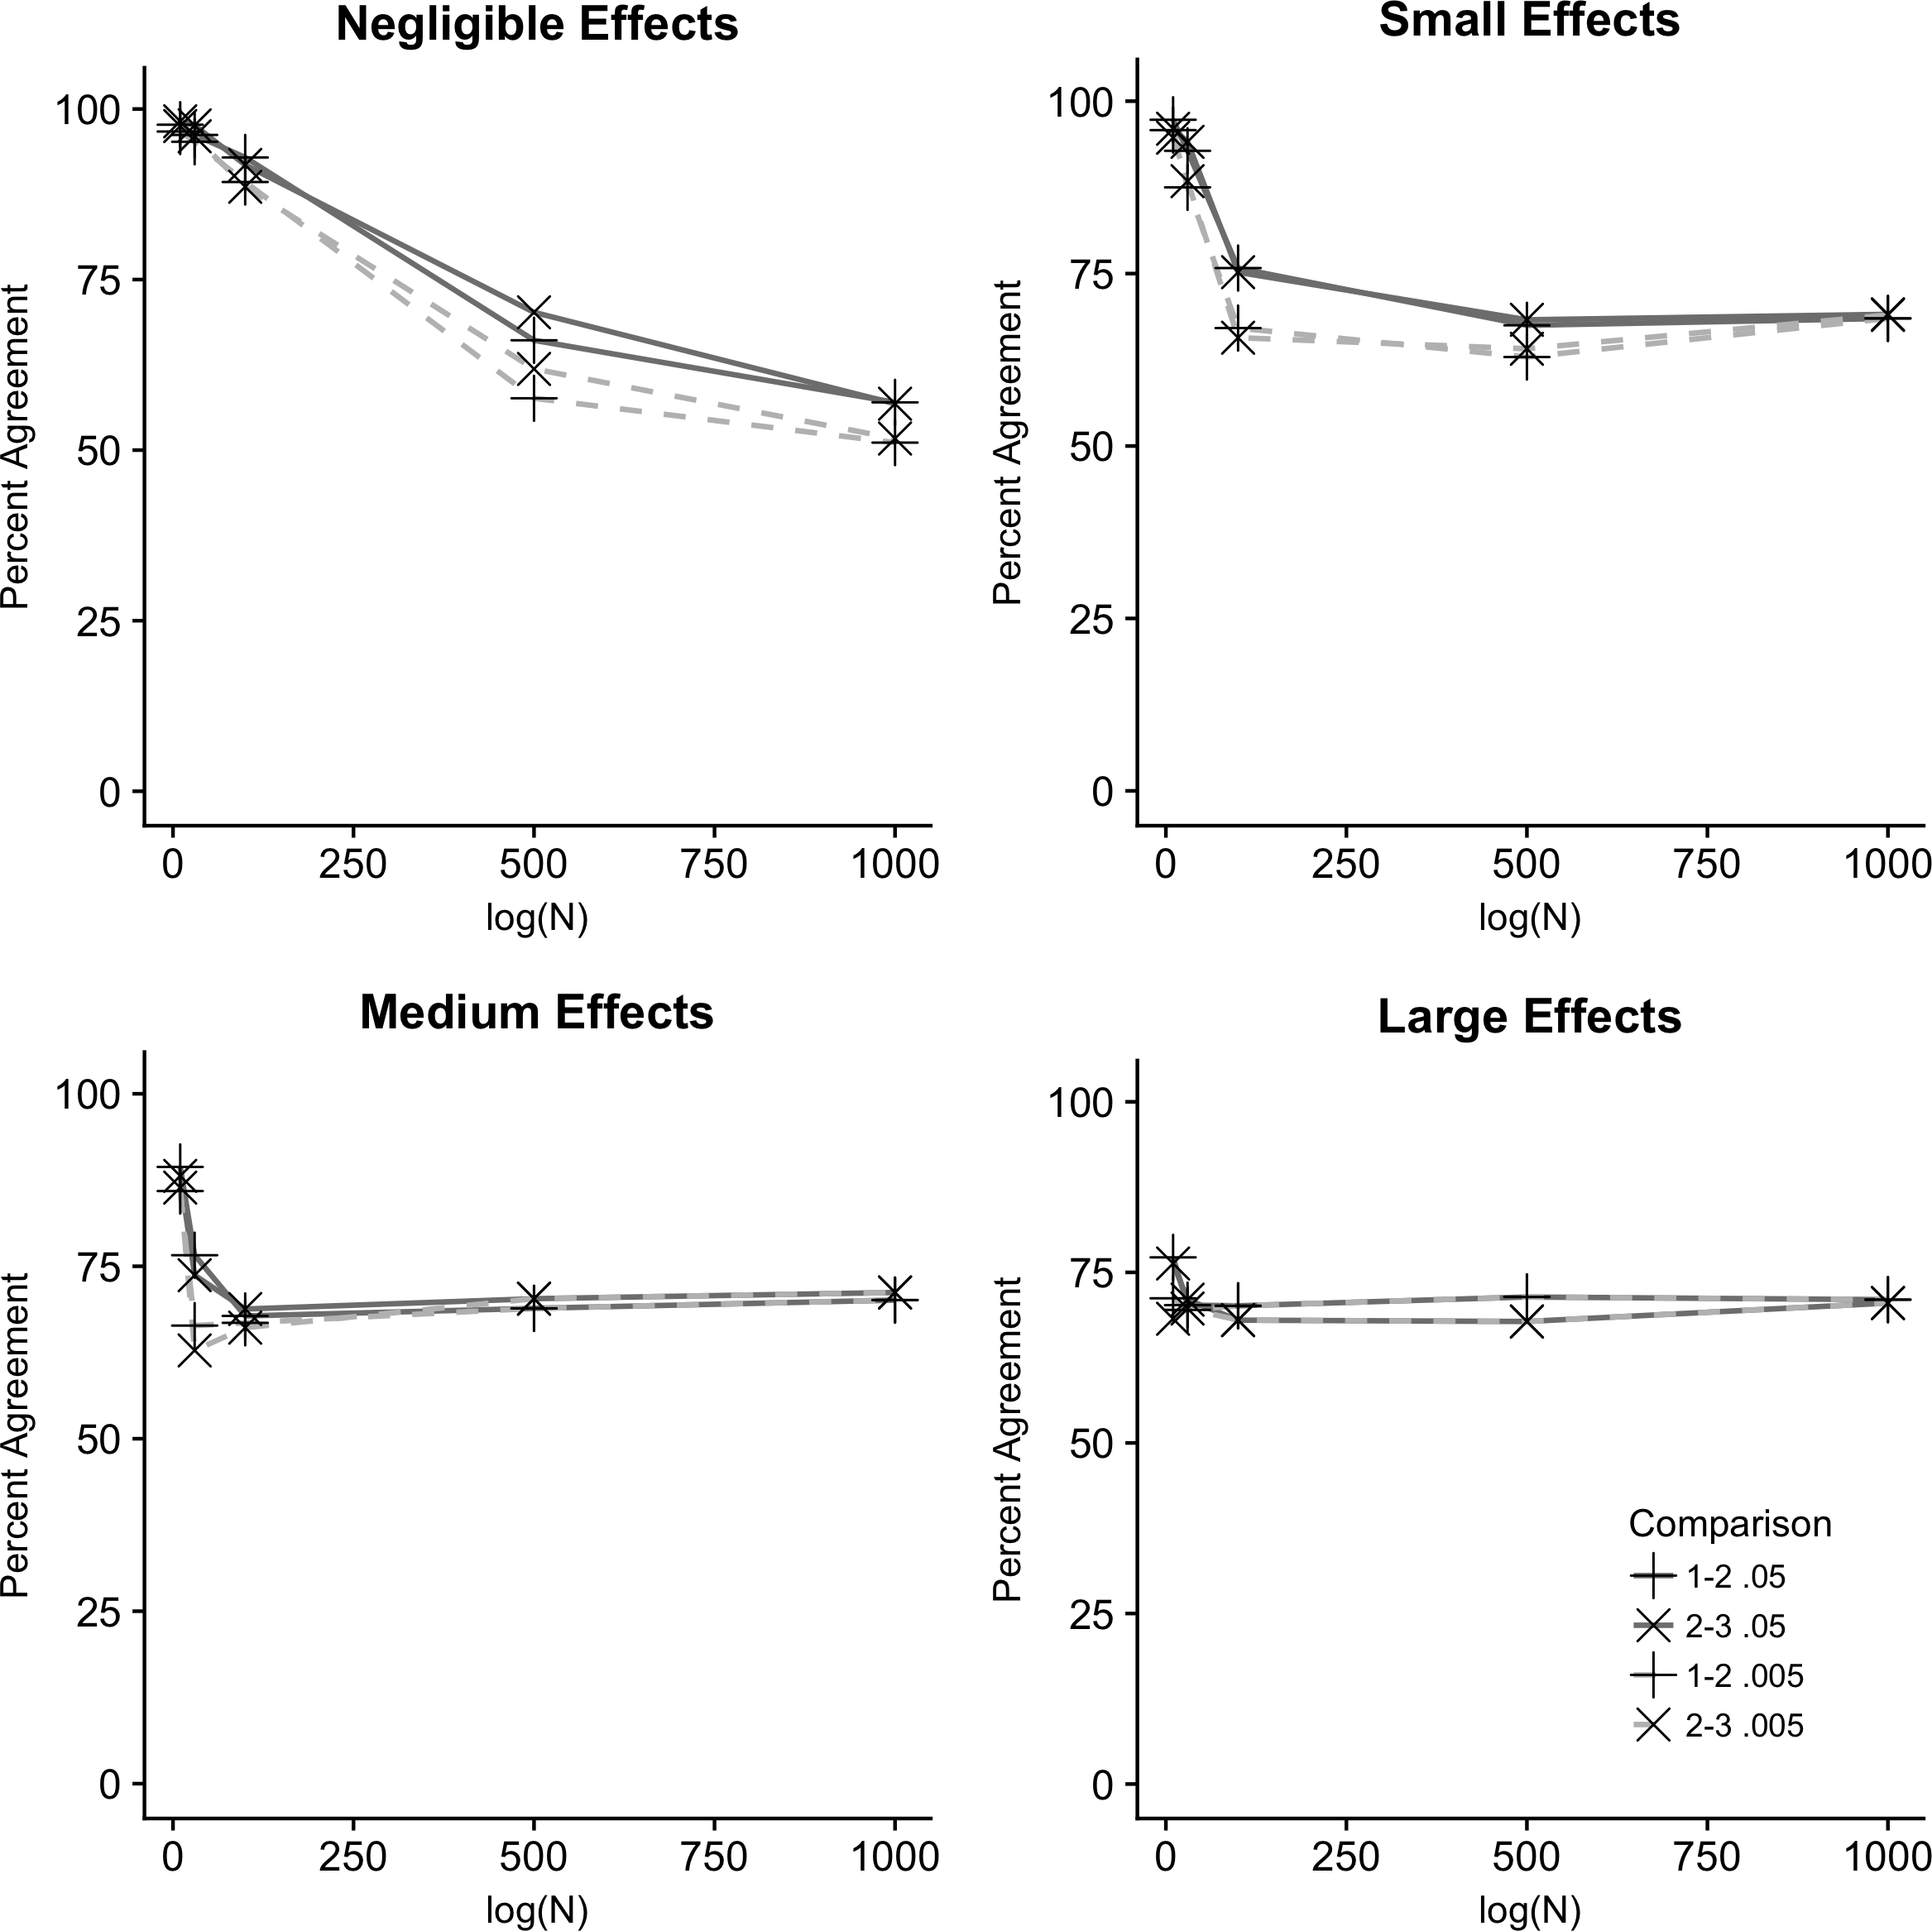 Negligible Effects
Percent Agreement
100
75
50
25
0
0 250 500 750 1000
log(N)
Small Effects
Percent Agreement
100
75
50
25
0
0 250 500 750 1000
log(N)
Medium Effects
Percent Agreement
100
75
50
25
0
0 250 500 750 1000
log(N)
Large Effects
Percent Agreement
100
75
50
25
0
Comparison
1-2 .05
2-3 .05
1-2 .005
2-3 .005
0 250 500 750 1000
log(N)